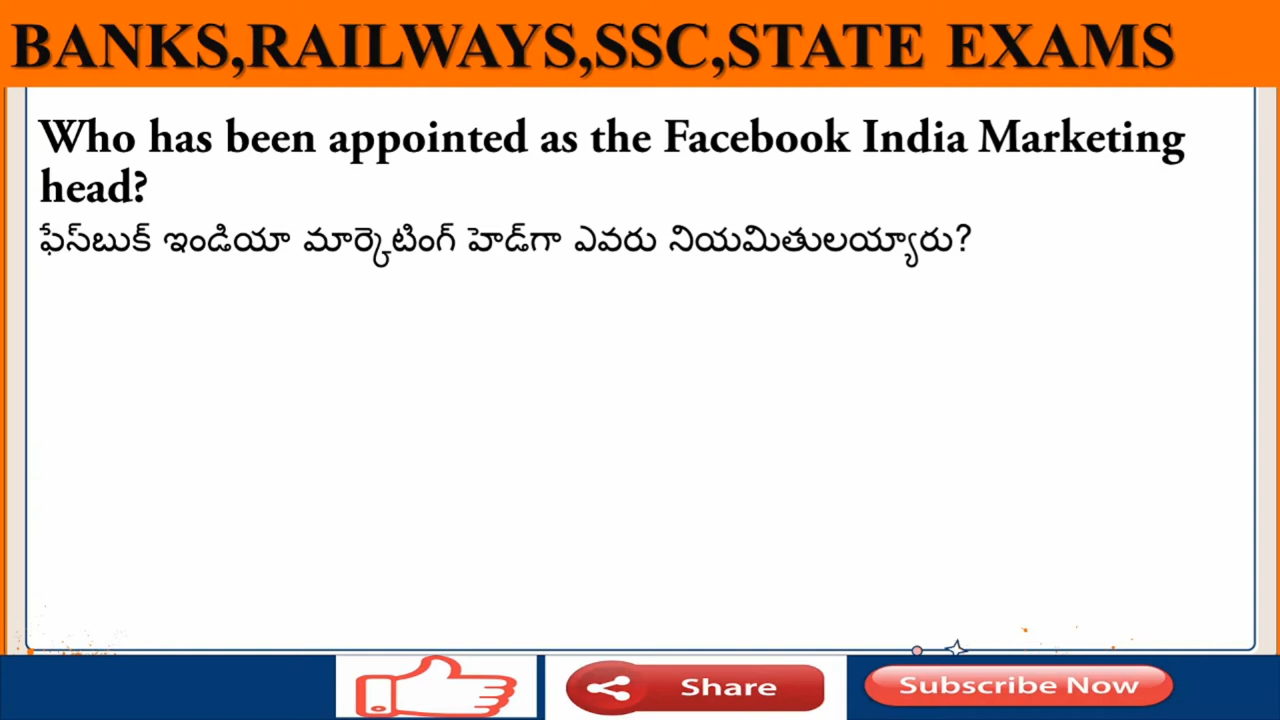 BANKS,RAILWAYS,SSC,STATE EXAMS
Who has been appointed as the Facebook India Marketing
head?
ఫేస్‌బుక్ ఇండియా మార్కెటింగ్ హెడ్‌గా ఎవరు నియమితులయ్యారు?
Share
Subscribe Now